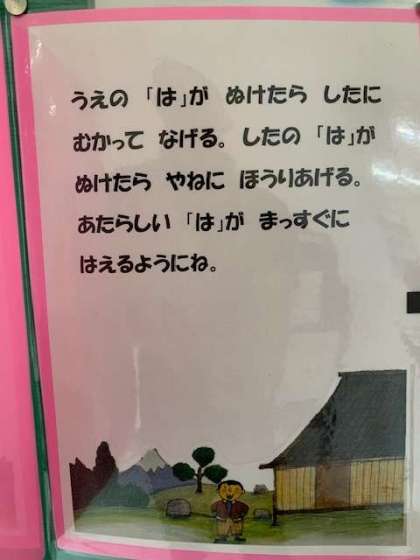 うえの 「は」が ぬけたら したに
むかって なげる。 したの 「は」が
ぬけたら やねに ほうりあげる。
あたらしい 「は」が まっすぐに
はえるようにね。